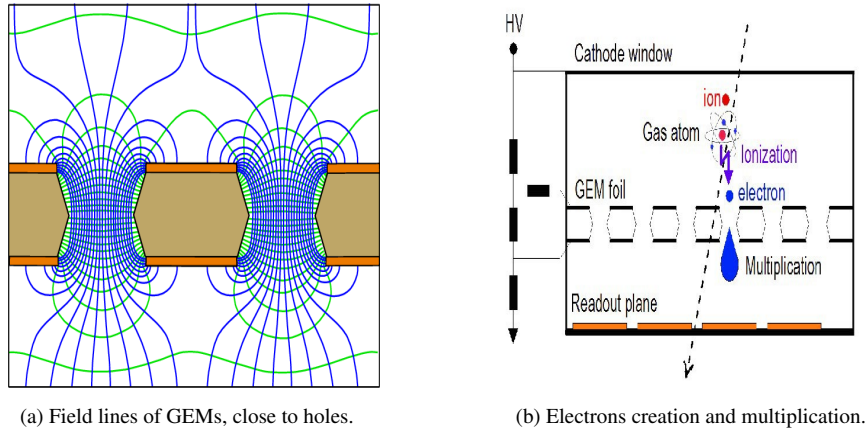 HV
Cathode window
ion
Gas atom
Ionization
electron
GEM foil
Multiplication
Readout plane
(a) Field lines of GEMs, close to holes.
(b) Electrons creation and multiplication.